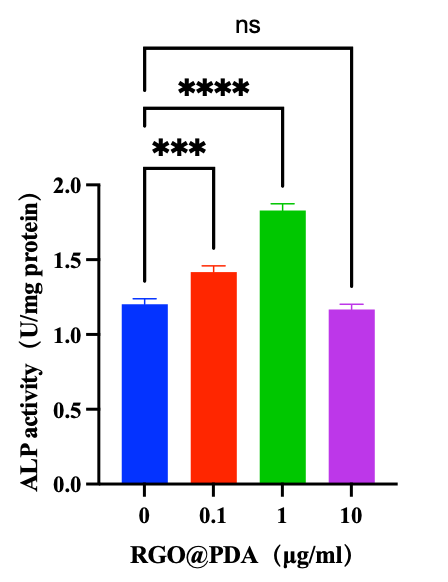 ns
****
***
ALP activity（U/mg protein）
2.0
1.5
1.0
0.5
0.0
0 0.1 1 10
RGO@PDA（μg/ml）